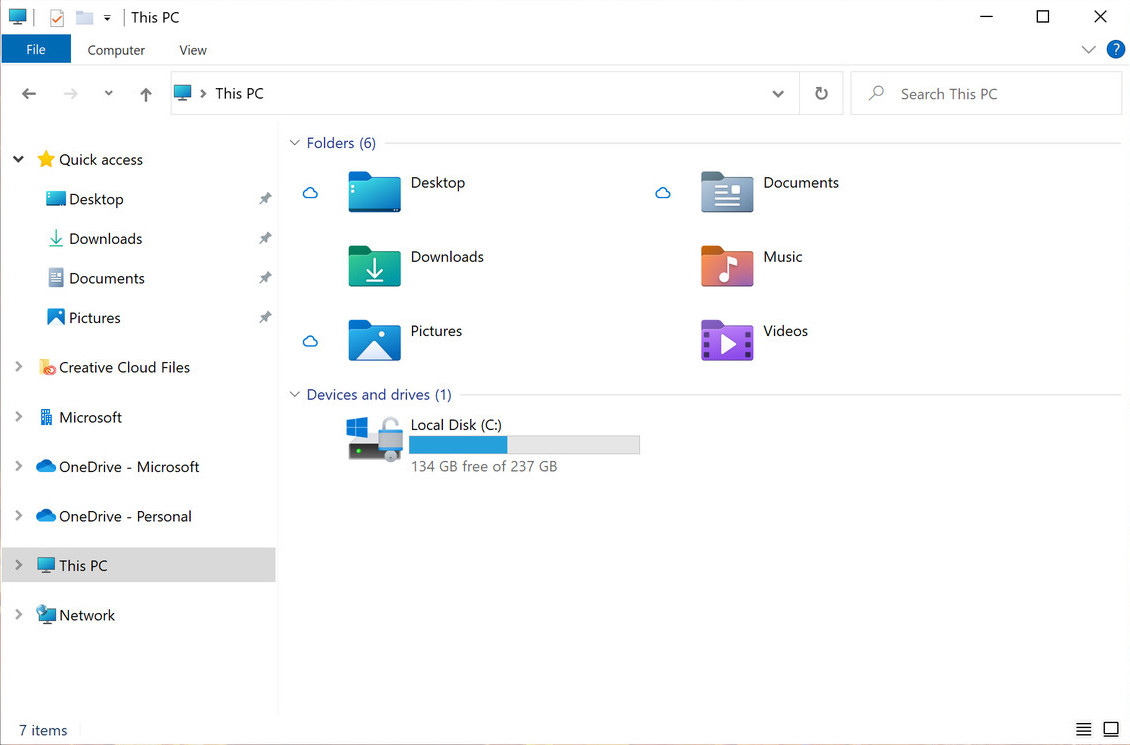 This PC
File Computer View ?
This PC
Search This PC
Quick access
Desktop
Downloads
Documents
Pictures
Creative Cloud Files
Microsoft
OneDrive - Microsoft
OneDrive - Personal
This PC
Network
Folders (6)
Desktop
Documents
Downloads
Music
Pictures
Videos
Devices and drives (1)
Local Disk (C:)
134 GB free of 237 GB
7 items